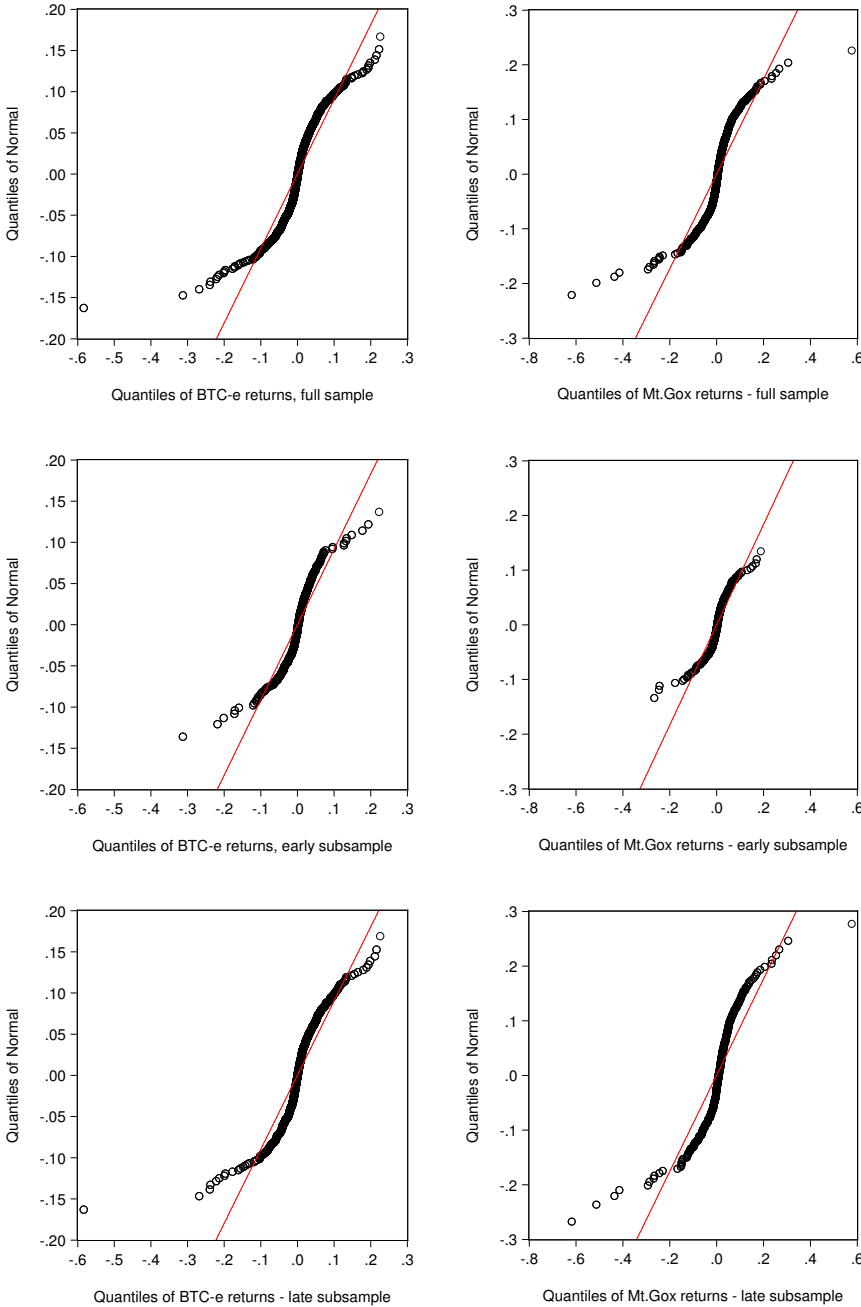 .20
.15
.10
.05
.00
-.05
-.10
-.15
-.20
Quantiles of Normal
-.6 -.5 -.4 -.3 -.2 -.1 .0 .1 .2 .3
Quantiles of BTC-e returns, full sample
.3
.2
.1
.0
-.1
-.2
-.3
Quantiles of Normal
-.8 -.6 -.4 -.2 .0 .2 .4 .6
Quantiles of Mt.Gox returns - full sample
.20
.15
.10
.05
.00
-.05
-.10
-.15
-.20
Quantiles of Normal
-.6 -.5 -.4 -.3 -.2 -.1 .0 .1 .2 .3
Quantiles of BTC-e returns, early subsample
.3
.2
.1
.0
-.1
-.2
-.3
Quantiles of Normal
-.8 -.6 -.4 -.2 .0 .2 .4 .6
Quantiles of Mt.Gox returns - early subsample
.20
.15
.10
.05
.00
-.05
-.10
-.15
-.20
Quantiles of Normal
-.6 -.5 -.4 -.3 -.2 -.1 .0 .1 .2 .3
Quantiles of BTC-e returns - late subsample
.3
.2
.1
.0
-.1
-.2
-.3
Quantiles of Normal
-.8 -.6 -.4 -.2 .0 .2 .4 .6
Quantiles of Mt.Gox returns - late subsample